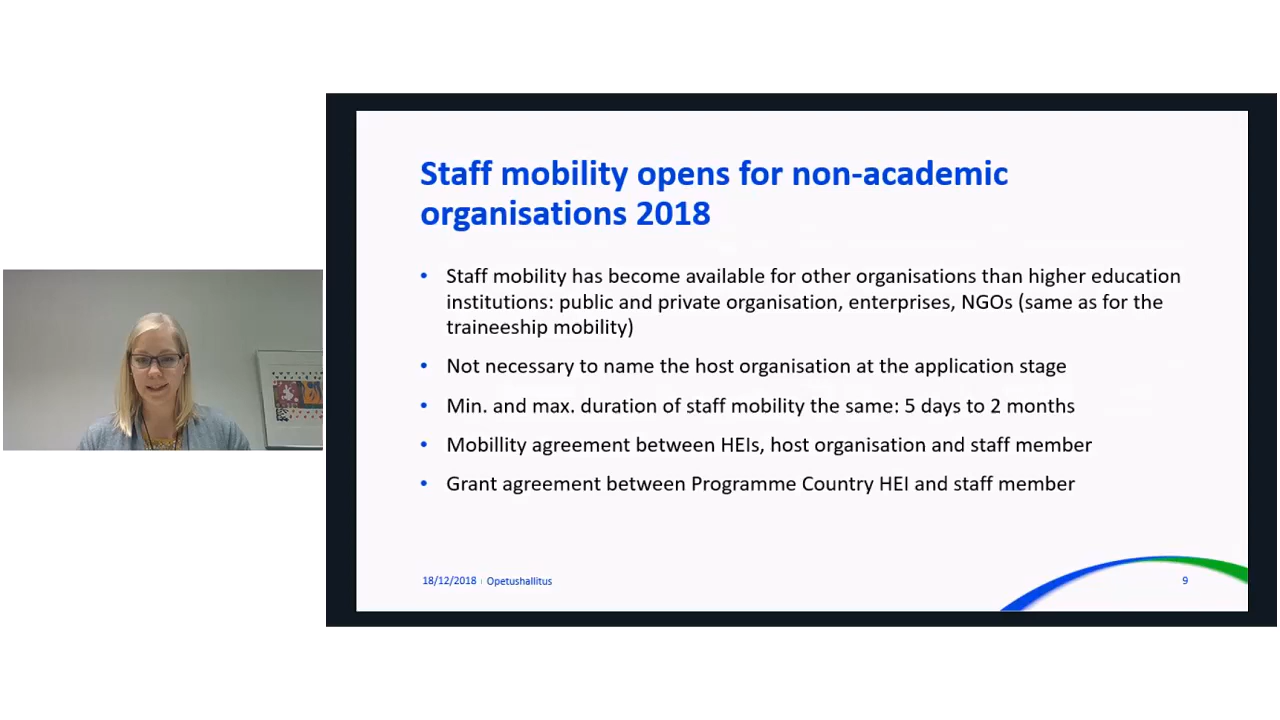 Staff mobility opens for non-academic
organisations 2018
• Staff mobility has become available for other organisations than higher education
institutions: public and private organisation, enterprises, NGOs (same as for the
traineeship mobility)
• Not necessary to name the host organisation at the application stage
• Min. and max. duration of staff mobility the same: 5 days to 2 months
• Mobillity agreement between HEIs, host organisation and staff member
• Grant agreement between Programme Country HEI and staff member
18/12/2018 | Opetushallitus 9